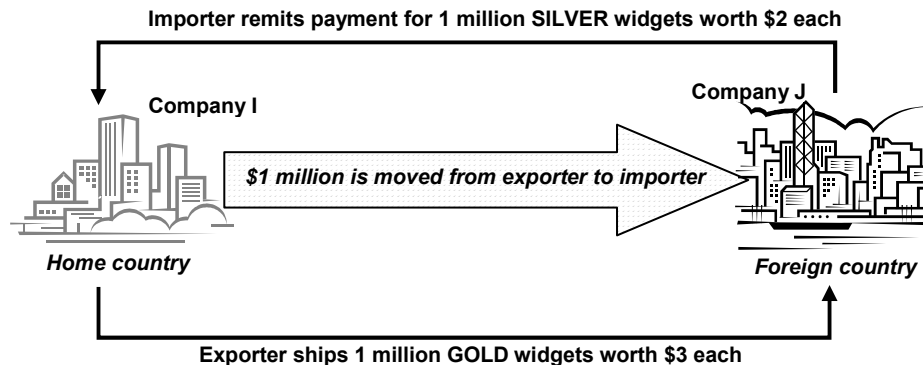 Importer remits payment for 1 million SILVER widgets worth $2 each
Company I
Company J
$1 million is moved from exporter to importer
Home country
Foreign country
Exporter ships 1 million GOLD widgets worth $3 each